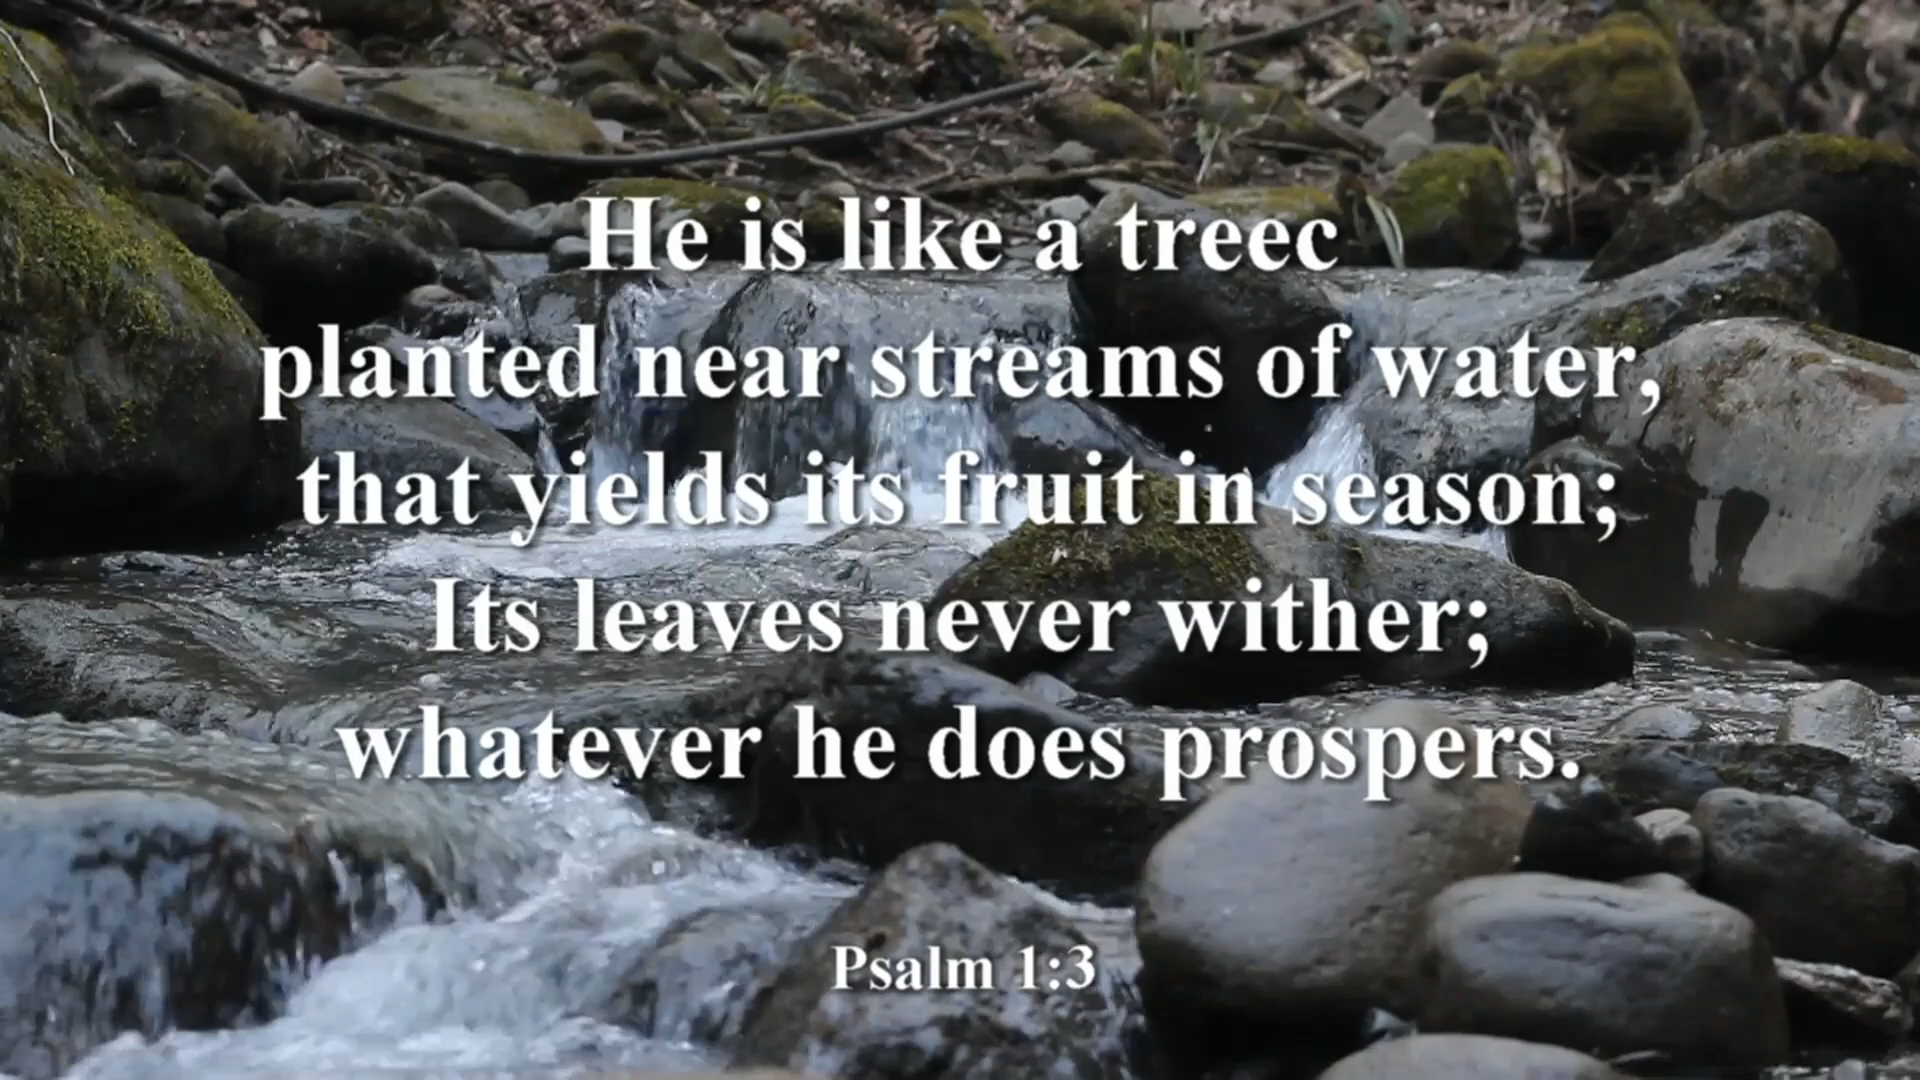 He is like a treec
planted near streams of water,
that yields its fruit in season;
Its leaves never wither;
whatever he does prospers.
Psalm 1:3